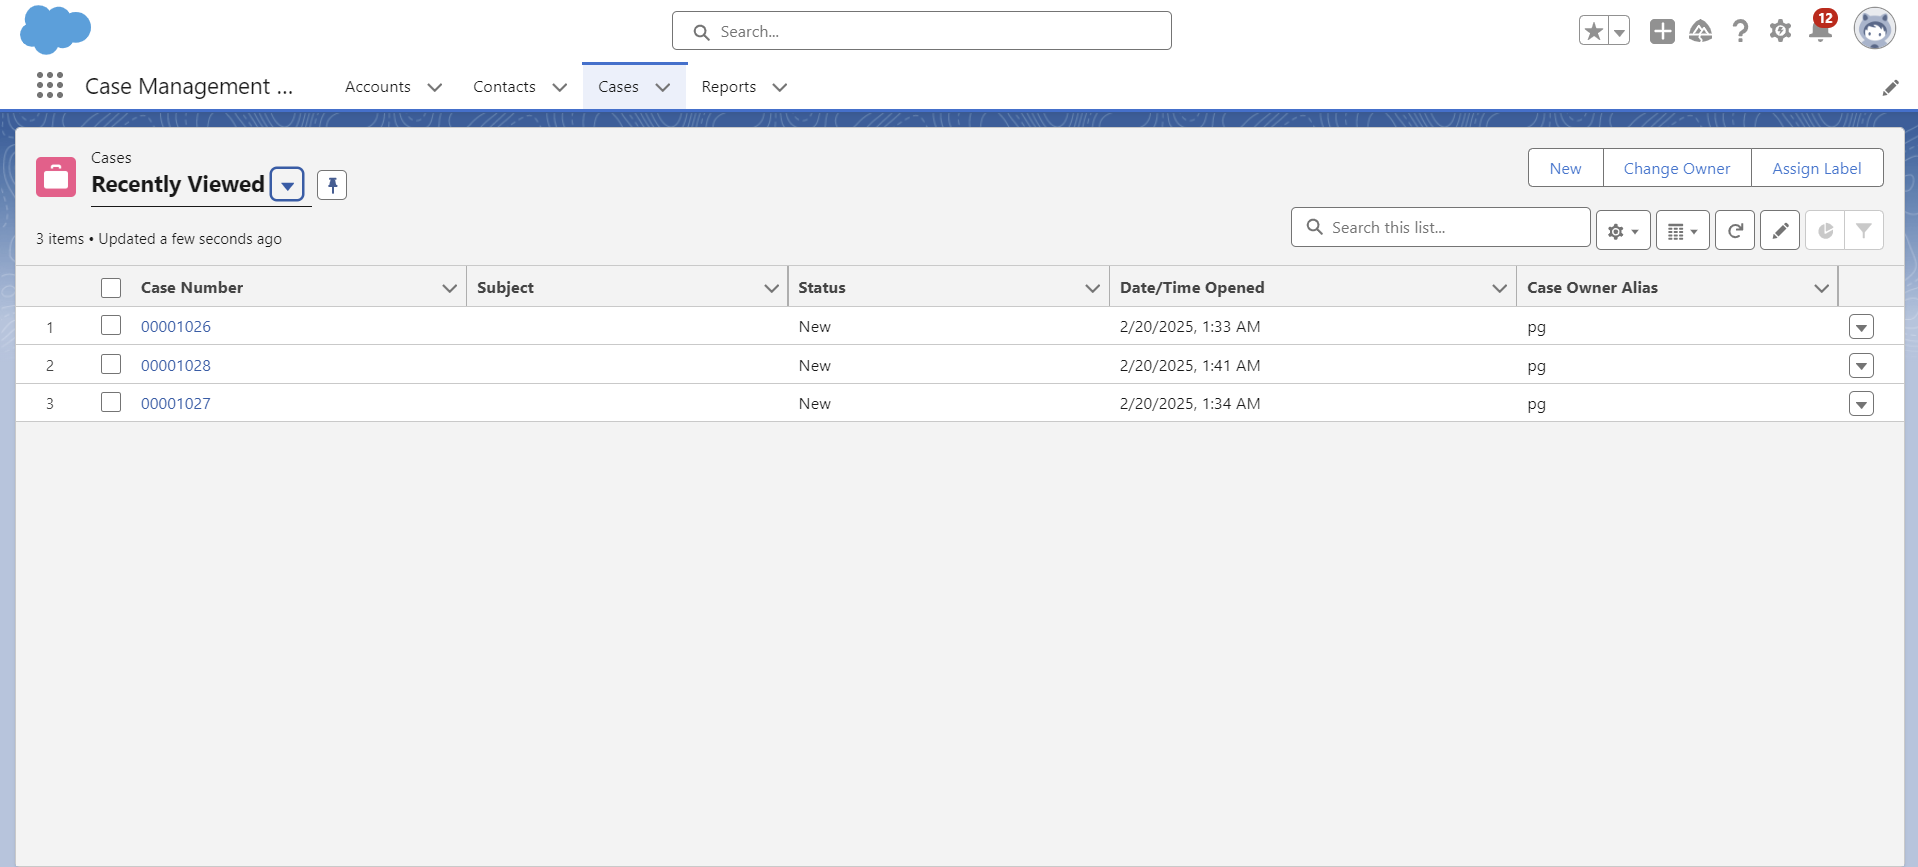 Search...
12
Case Management ...
Accounts
Contacts
Cases
Reports
Cases
Recently Viewed
New
Change Owner
Assign Label
3 items • Updated a few seconds ago
Search this list...
Case Number
Subject
Status
Date/Time Opened
Case Owner Alias
1 00001026 New 2/20/2025, 1:33 AM pg
2 00001028 New 2/20/2025, 1:41 AM pg
3 00001027 New 2/20/2025, 1:34 AM pg